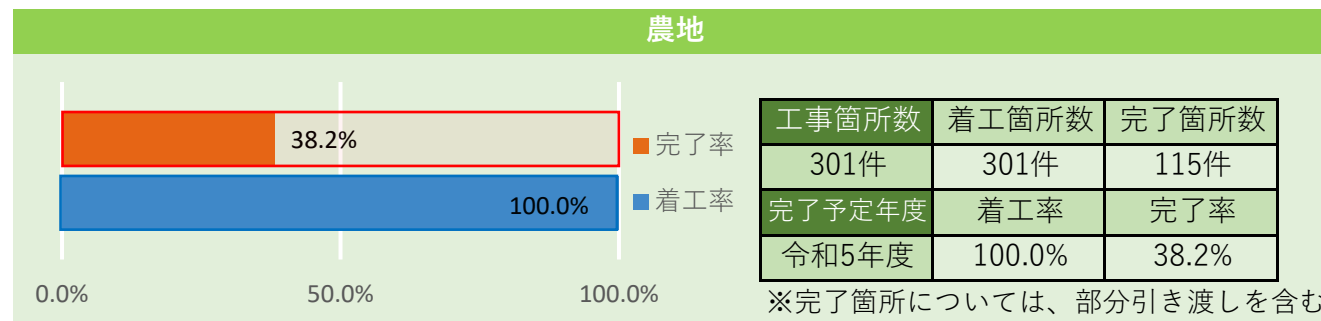 農地
38.2%
100.0%
完了率
着工率
0.0% 50.0% 100.0%
工事箇所数 着工箇所数 完了箇所数
301件 301件 115件
完了予定年度 着工率 完了率
令和5年度 100.0% 38.2%
※完了箇所については、部分引き渡しを含む